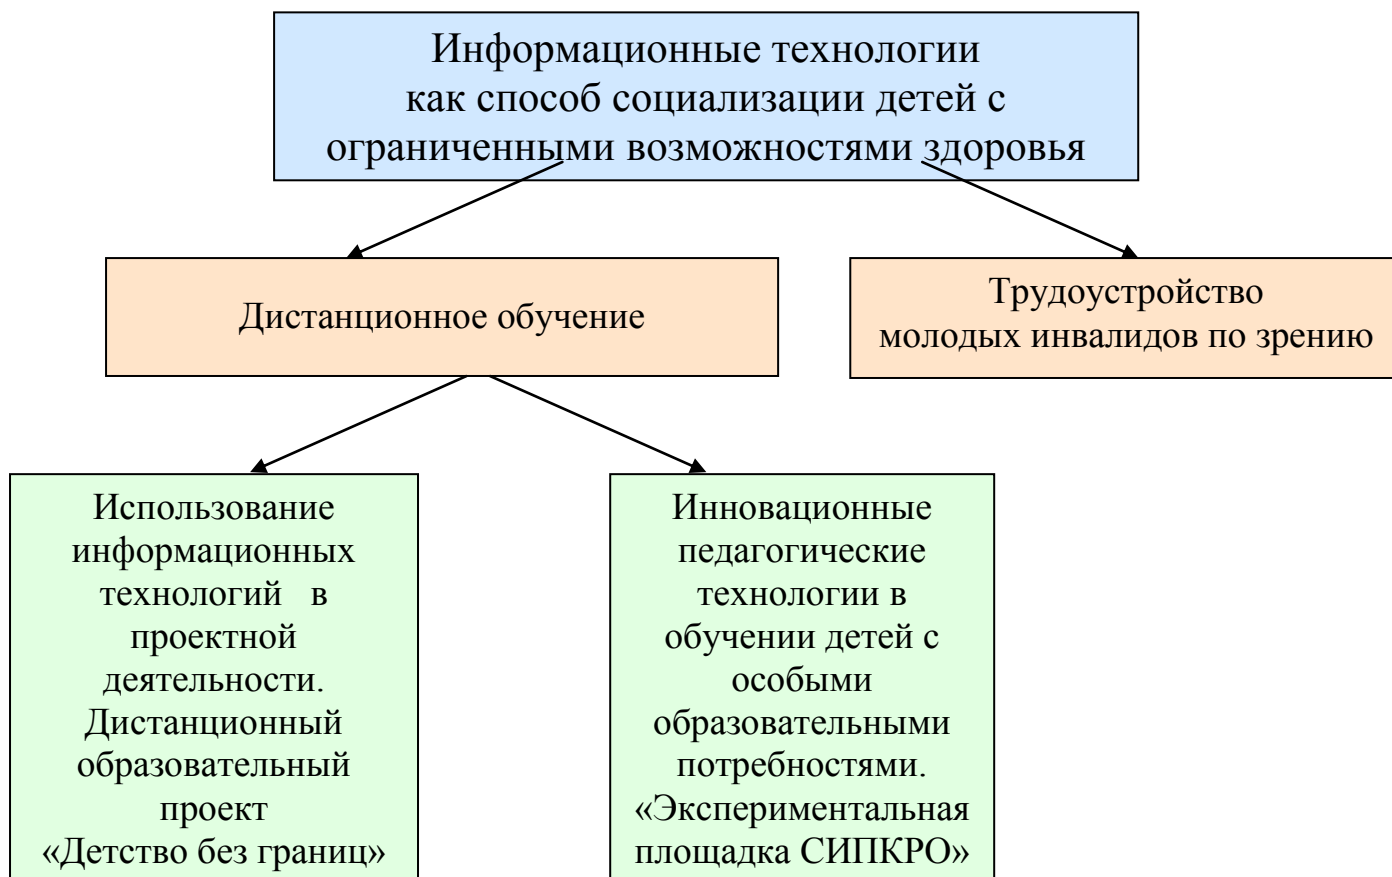 Информационные технологии
как способ социализации детей с
ограниченными возможностями здоровья
Дистанционное обучение
Трудоустройство
молодых инвалидов по зрению
Использование
информационных
технологий в
проектной
деятельности.
Дистанционный
образовательный
проект
«Детство без границ»
Инновационные
педагогические
технологии в
обучении детей с
особыми
образовательными
потребностями.
«Экспериментальная
площадка СИПКРО»